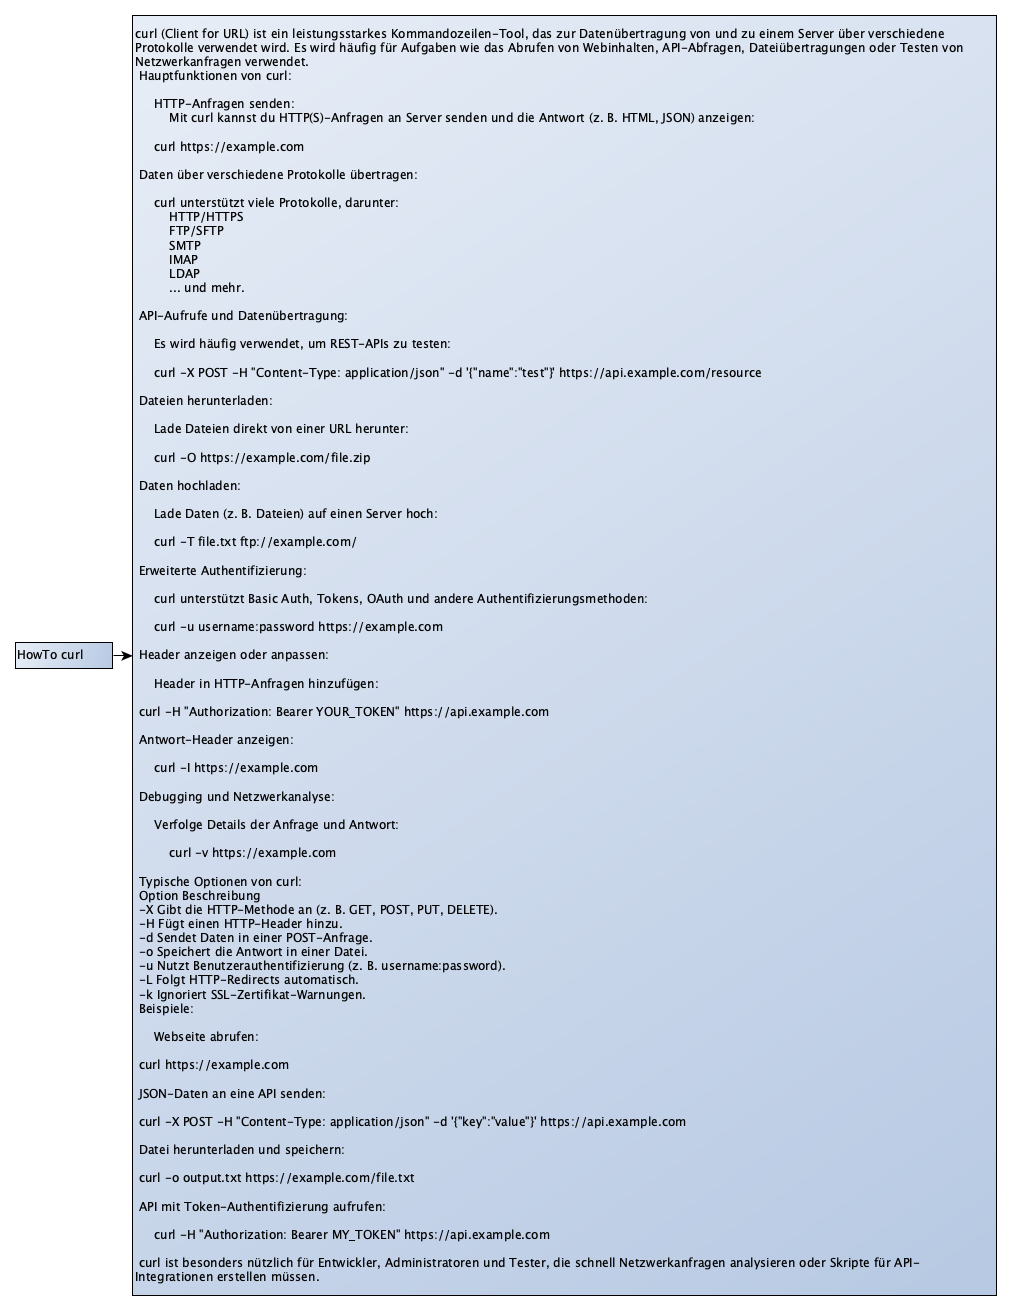 curl (Client for URL) ist ein leistungsstarkes Kommandozeilen-Tool, das zur Datenübertragung von und zu einem Server über verschiedene
Protokolle verwendet wird. Es wird häufig für Aufgaben wie das Abrufen von Webinhalten, API-Abfragen, Dateiübertragungen oder Testen von
Netzwerkanfragen verwendet.
Hauptfunktionen von curl:
HTTP-Anfragen senden:
Mit curl kannst du HTTP(S)-Anfragen an Server senden und die Antwort (z. B. HTML, JSON) anzeigen:
curl https://example.com
Daten über verschiedene Protokolle übertragen:
curl unterstützt viele Protokolle, darunter:
HTTP/HTTPS
FTP/SFTP
SMTP
IMAP
LDAP
... und mehr.
API-Aufrufe und Datenübertragung:
Es wird häufig verwendet, um REST-APIs zu testen:
curl -X POST -H "Content-Type: application/json" -d '{"name":"test"}' https://api.example.com/resource
Dateien herunterladen:
Lade Dateien direkt von einer URL herunter:
curl -O https://example.com/file.zip
Daten hochladen:
Lade Daten (z. B. Dateien) auf einen Server hoch:
curl -T file.txt ftp://example.com/
Erweiterte Authentifizierung:
curl unterstützt Basic Auth, Tokens, OAuth und andere Authentifizierungsmethoden:
curl -u username:password https://example.com
HowTo curl
Header anzeigen oder anpassen:
Header in HTTP-Anfragen hinzufügen:
curl -H "Authorization: Bearer YOUR_TOKEN" https://api.example.com
Antwort-Header anzeigen:
curl -I https://example.com
Debugging und Netzwerkanalyse:
Verfolge Details der Anfrage und Antwort:
curl -v https://example.com
Typische Optionen von curl:
Option Beschreibung
-X Gibt die HTTP-Methode an (z. B. GET, POST, PUT, DELETE).
-H Fügt einen HTTP-Header hinzu.
-d Sendet Daten in einer POST-Anfrage.
-o Speichert die Antwort in einer Datei.
-u Nutzt Benutzerauthentifizierung (z. B. username:password).
-L Folgt HTTP-Redirects automatisch.
-k Ignoriert SSL-Zertifikat-Warnungen.
Beispiele:
Webseite abrufen:
curl https://example.com
JSON-Daten an eine API senden:
curl -X POST -H "Content-Type: application/json" -d '{"key":"value"}' https://api.example.com
Datei herunterladen und speichern:
curl -o output.txt https://example.com/file.txt
API mit Token-Authentifizierung aufrufen:
curl -H "Authorization: Bearer MY_TOKEN" https://api.example.com
curl ist besonders nützlich für Entwickler, Administratoren und Tester, die schnell Netzwerkanfragen analysieren oder Skripte für API-
Integrationen erstellen müssen.